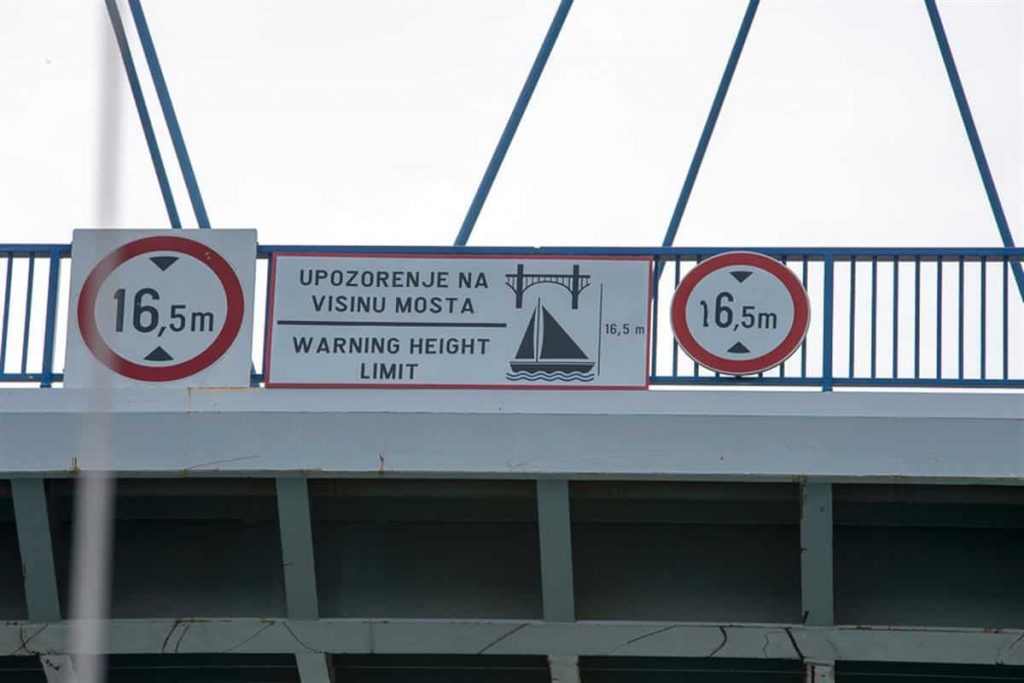 16,5m
UPOZORENJE NA
VISINU MOSTA
WARNING HEIGHT
LIMIT
16,5 m
16,5m